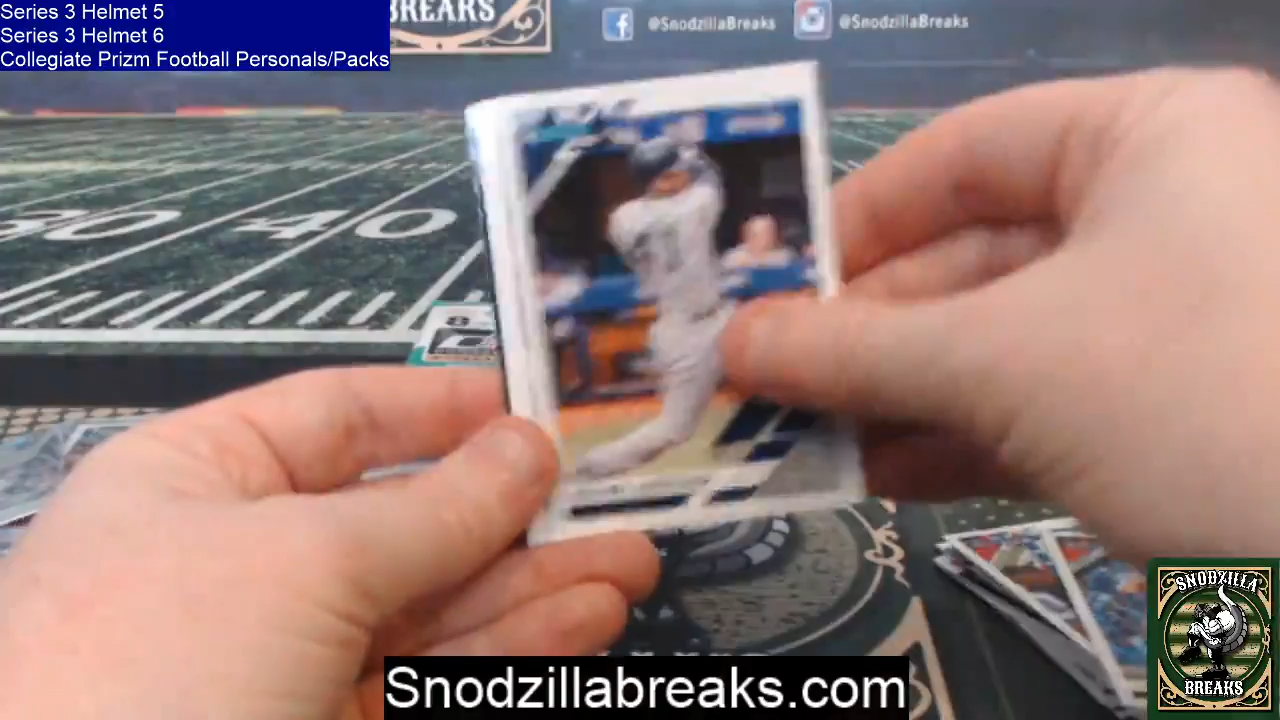 Series 3 Helmet 5
Series 3 Helmet 6
Collegiate Prizm Football Personals/Packs
BREAKS
@SnodzillaBreaks
@SnodzillaBreaks
40
SNODZILLA
BREAKS
Snodzillabreaks.com